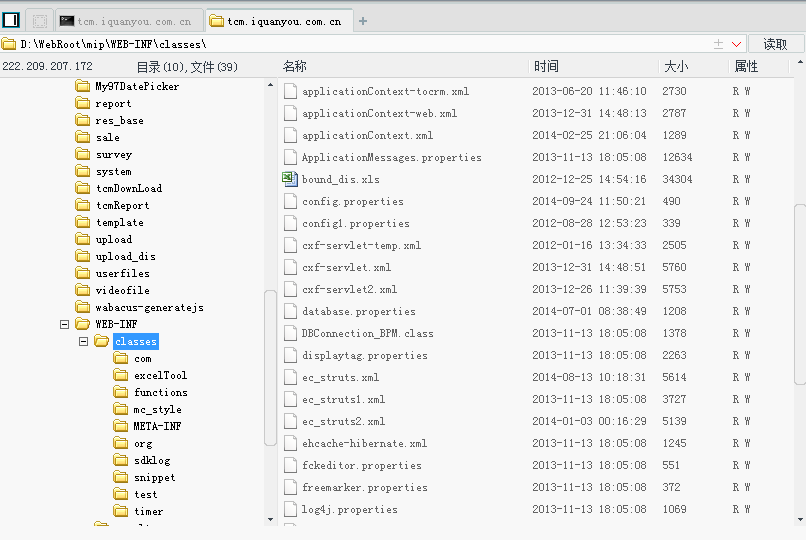 tcm.iquanyou.com.cn
tcm.iquanyou.com.cn
+
D:\WebRoot\mip\WEB-INF\classes\
读取
222.209.207.172
目录(10),文件(39)
名称 时间 大小 属性
My97DatePicker
report
res_base
sale
survey
system
tcmDownLoad
tcmReport
template
upload
upload_dis
userfiles
videofile
wabacus-generatejs
WEB-INF
classes
com
excelTool
functions
mc_style
META-INF
org
sdklog
snippet
test
timer
applicationContext-tocrm.xml 2013-06-20 11:46:10 2730 R W
applicationContext-web.xml 2013-12-31 14:48:13 2787 R W
applicationContext.xml 2014-02-25 21:06:04 1289 R W
ApplicationMessages.properties 2013-11-13 18:05:08 12634 R W
bound_dis.xls 2012-12-25 14:54:16 34304 R W
config.properties 2014-09-24 11:50:21 490 R W
config1.properties 2012-08-28 12:53:23 339 R W
cxf-servlet-temp.xml 2012-01-16 13:34:33 2505 R W
cxf-servlet.xml 2013-12-31 14:48:51 5760 R W
cxf-servlet2.xml 2013-12-26 11:39:39 5753 R W
database.properties 2014-07-01 08:38:49 1208 R W
DBConnection_BPM.class 2013-11-13 18:05:08 1378 R W
displaytag.properties 2013-11-13 18:05:08 2263 R W
ec_struts.xml 2014-08-13 10:18:31 5614 R W
ec_struts1.xml 2013-11-13 18:05:08 3727 R W
ec_struts2.xml 2014-01-03 00:16:29 5139 R W
ehcache-hibernate.xml 2013-11-13 18:05:08 1245 R W
fckeditor.properties 2013-11-13 18:05:08 551 R W
freemarker.properties 2013-11-13 18:05:08 372 R W
log4j.properties 2013-11-13 18:05:08 1069 R W